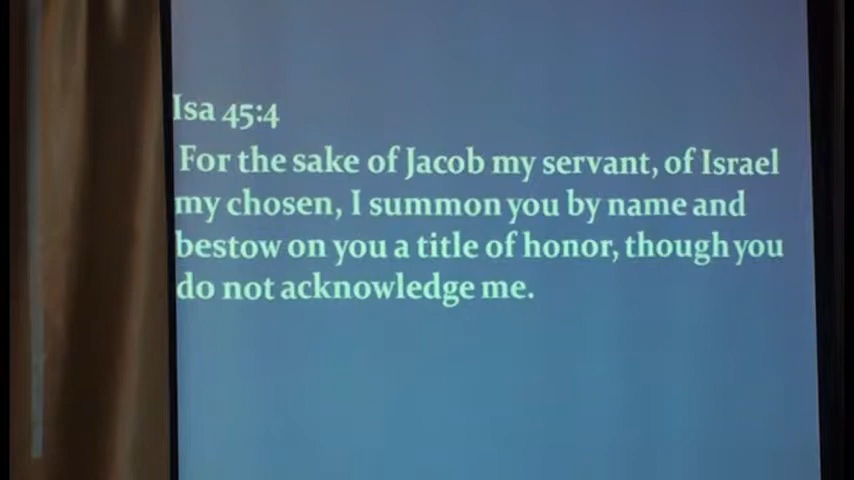 Isa 45:4
For the sake of Jacob my servant, of Israel
my chosen, I summon you by name and
bestow on you a title of honor, though you
do not acknowledge me.